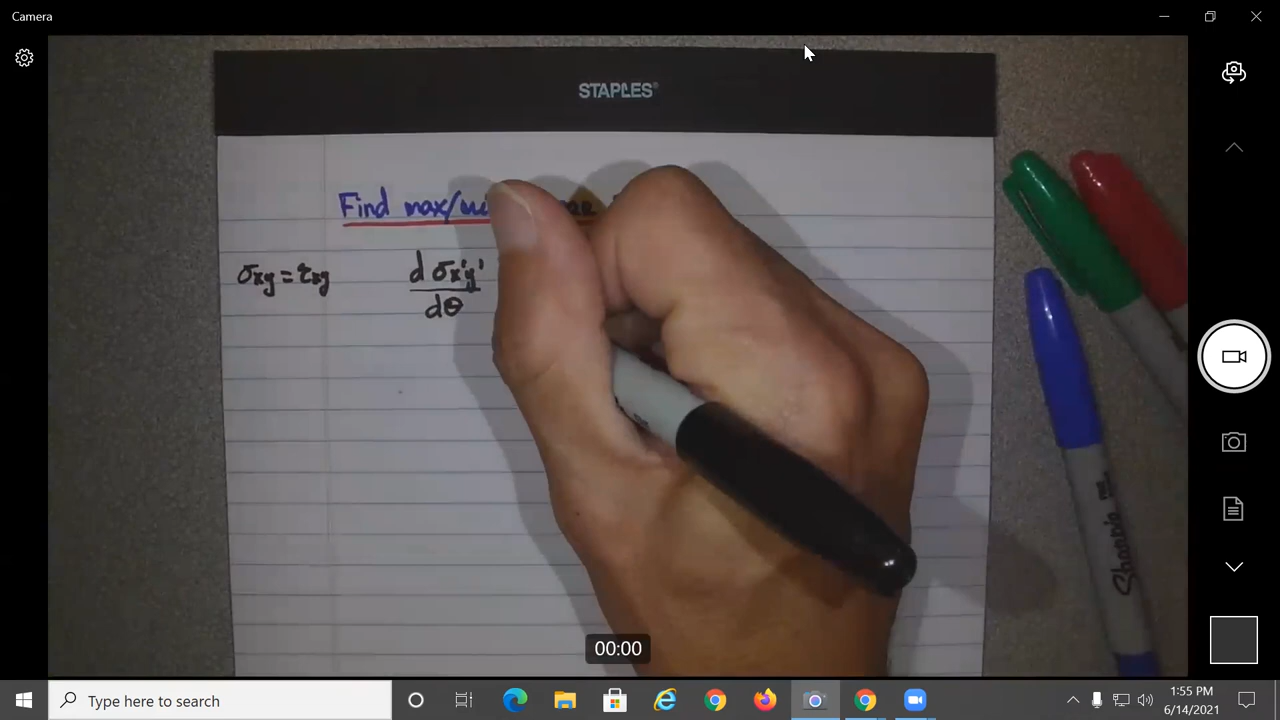 Camera
STAPLES
Find max/
σxy = τxy
d σx'y'
dθ
Sharpie
00:00
Type here to search
1:55 PM
6/14/2021